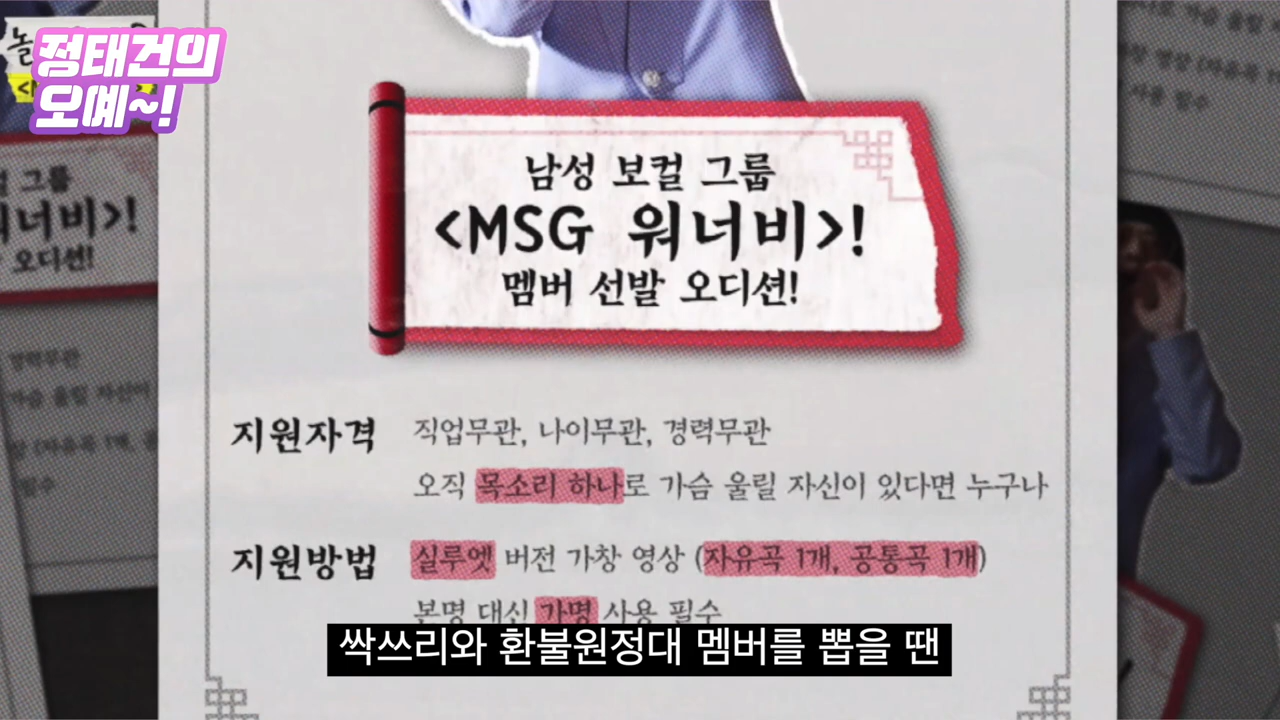 정태건의
오예~!
남성 보컬 그룹
<MSG 워너비>!
멤버 선발 오디션!
지원자격 직업무관, 나이무관, 경력무관
오직 목소리 하나로 가슴 울릴 자신이 있다면 누구나
지원방법 실루엣 버전 가창 영상 (자유곡 1개, 공통곡 1개)
본명 대신 가명 사용 필수
싹쓰리와 환불원정대 멤버를 뽑을 땐